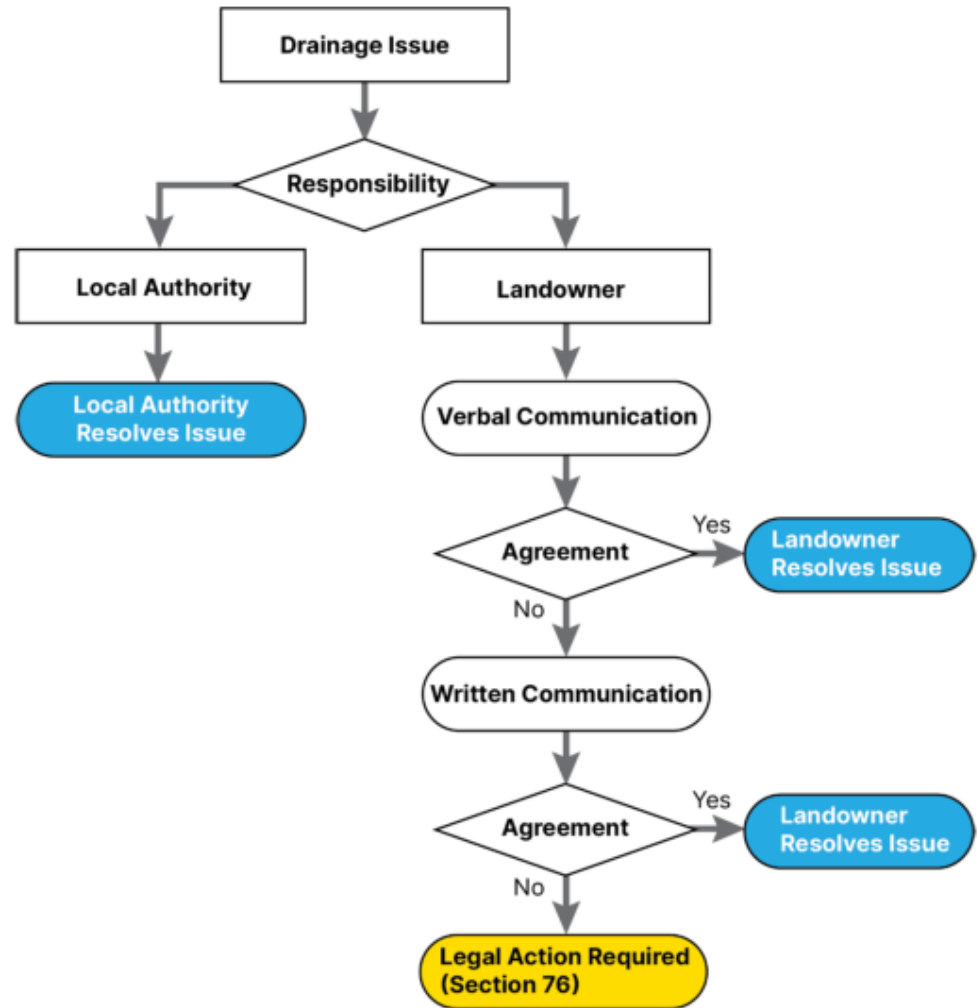 Drainage Issue
Responsibility
Local Authority
Landowner
Local Authority
Resolves Issue
Verbal Communication
Agreement
Yes
Landowner
Resolves Issue
No
Written Communication
Agreement
Yes
Landowner
Resolves Issue
No
Legal Action Required
(Section 76)